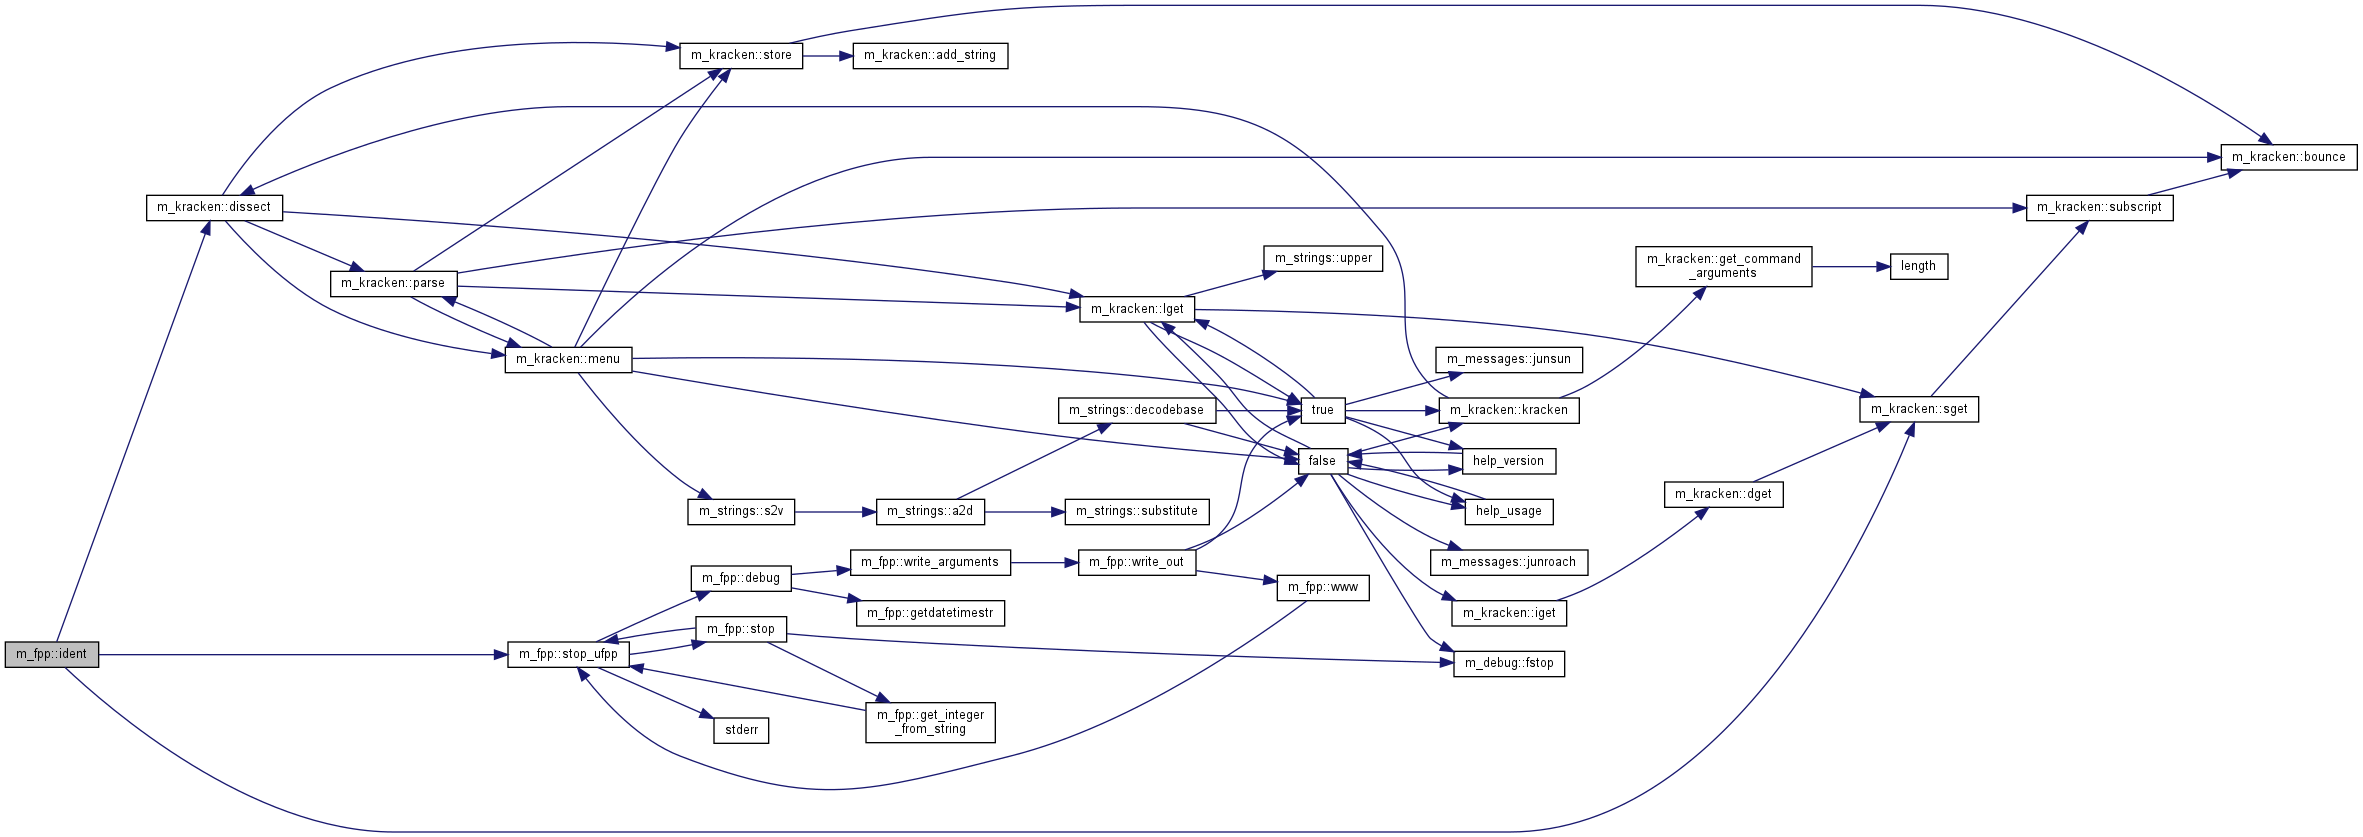 m_kracken::store
m_kracken::add_string
m_kracken::bounce
m_kracken::dissect
m_kracken::subscript
m_strings::upper
m_kracken::get_command
_arguments
length
m_kracken::parse
m_kracken::lget
m_kracken::menu
m_messages::junsun
m_strings::decodebase
true
m_kracken::kracken
m_kracken::sget
false
help_version
m_kracken::dget
m_strings::s2v
m_strings::a2d
m_strings::substitute
help_usage
m_fpp::write_arguments
m_fpp::write_out
m_messages::junroach
m_fpp::debug
m_fpp::www
m_fpp::getdatetimestr
m_kracken::iget
m_fpp::stop
m_fpp::ident
m_fpp::stop_ufpp
m_debug::fstop
m_fpp::get_integer
_from_string
stderr